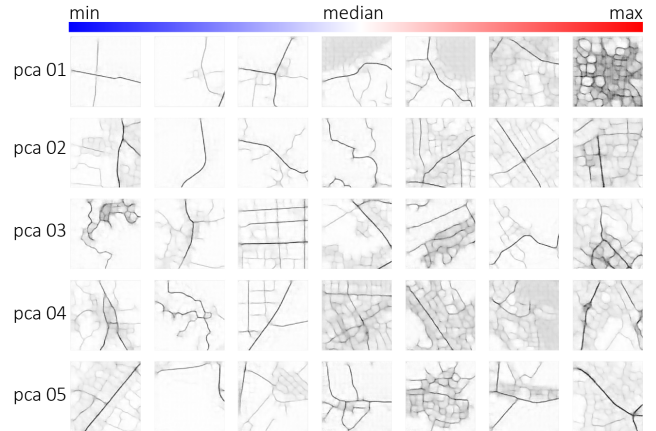 min median max
pca 01
pca 02
pca 03
pca 04
pca 05